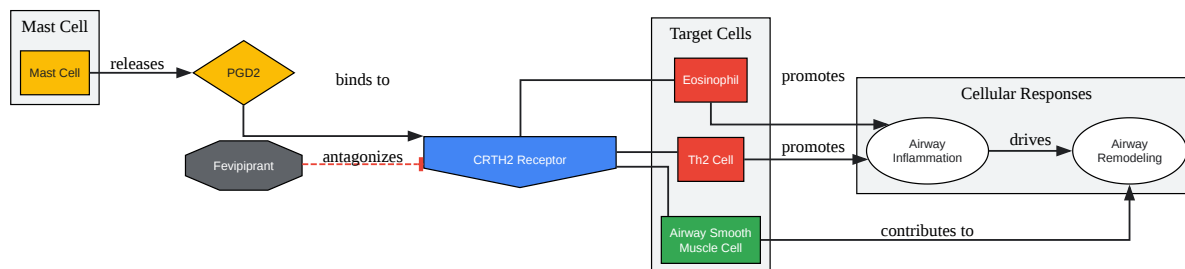 Mast Cell
Mast Cell
releases
PGD2
binds to
Fevipiprant
antagonizes
CRTH2 Receptor
Target Cells
Eosinophil
Th2 Cell
Airway Smooth
Muscle Cell
promotes
promotes
contributes to
Cellular Responses
Airway
Inflammation
drives
Airway
Remodeling